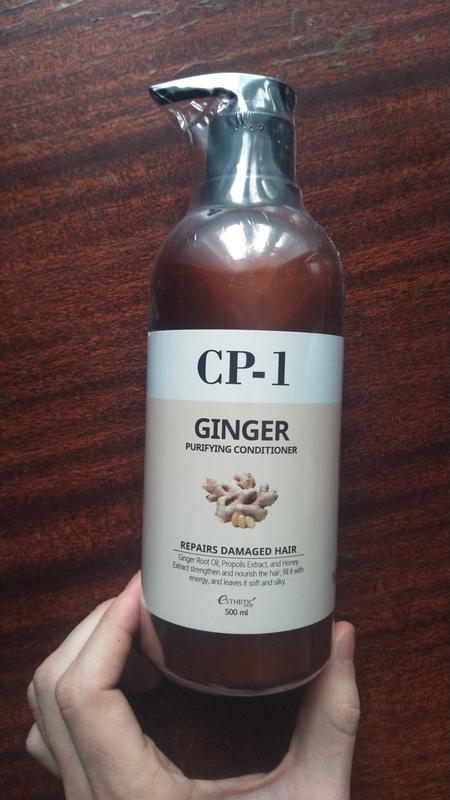 CP-1
GINGER
PURIFYING CONDITIONER
REPAIRS DAMAGED HAIR
Ginger Root Oil, Propolis Extract, and Honey
Extract strengthen and nourish the hair, fill it with
energy, and leaves it soft and silky.
ESTHETIC
500 ml